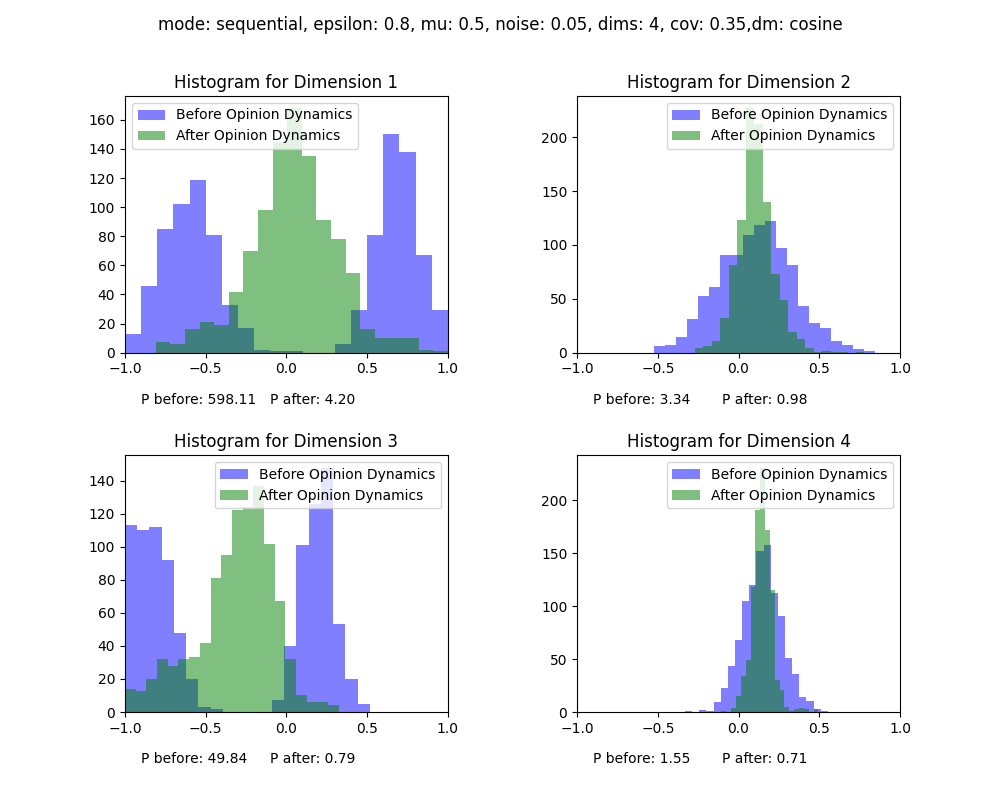 mode: sequential, epsilon: 0.8, mu: 0.5, noise: 0.05, dims: 4, cov: 0.35,dm: cosine
Histogram for Dimension 1
Before Opinion Dynamics
After Opinion Dynamics
160
140
120
100
80
60
40
20
0
−1.0 −0.5 0.0 0.5 1.0
P before: 598.11 P after: 4.20
Histogram for Dimension 2
Before Opinion Dynamics
After Opinion Dynamics
200
150
100
50
0
−1.0 −0.5 0.0 0.5 1.0
P before: 3.34 P after: 0.98
Histogram for Dimension 3
Before Opinion Dynamics
After Opinion Dynamics
140
120
100
80
60
40
20
0
−1.0 −0.5 0.0 0.5 1.0
P before: 49.84 P after: 0.79
Histogram for Dimension 4
Before Opinion Dynamics
After Opinion Dynamics
200
150
100
50
0
−1.0 −0.5 0.0 0.5 1.0
P before: 1.55 P after: 0.71